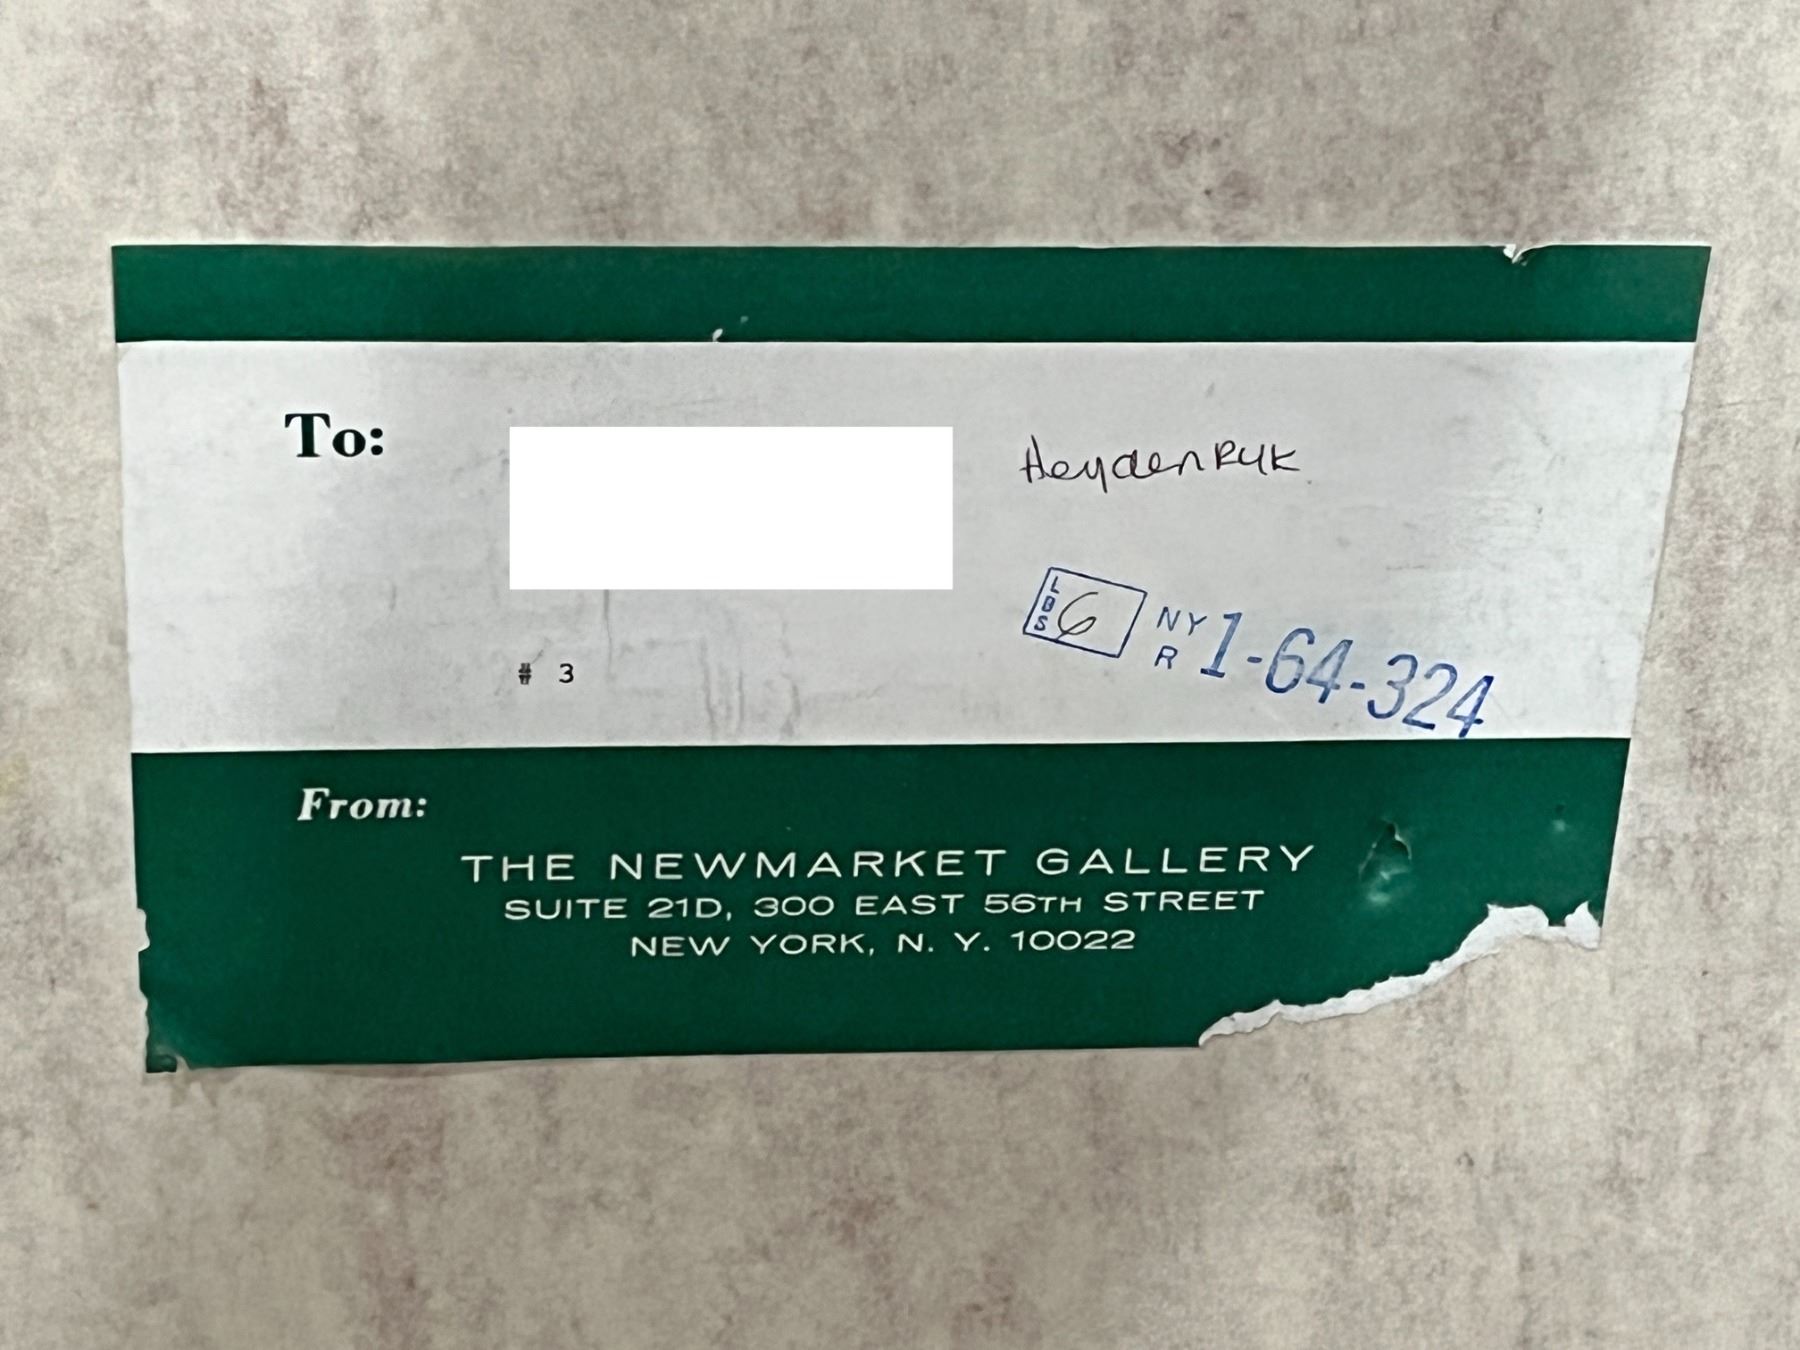 To:
HeydenRyk
LBS 6 NY R 1-64-324
# 3
From:
THE NEWMARKET GALLERY
SUITE 21D, 300 EAST 56TH STREET
NEW YORK, N. Y. 10022